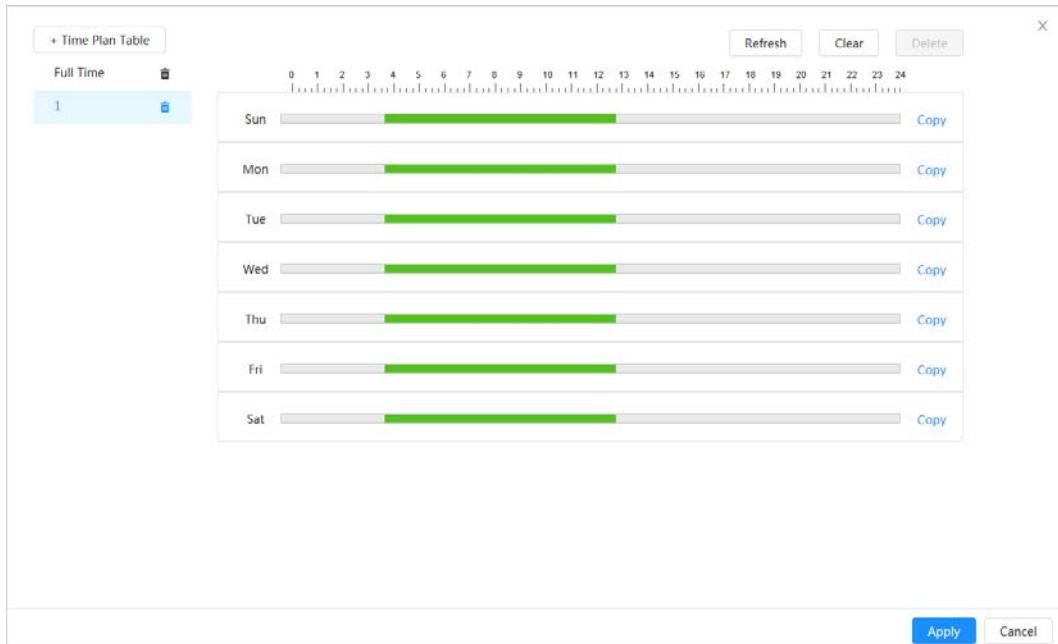 X
+ Time Plan Table
Refresh Clear Delete
Full Time
0 1 2 3 4 5 6 7 8 9 10 11 12 13 14 15 16 17 18 19 20 21 22 23 24
1
Sun Copy
Mon Copy
Tue Copy
Wed Copy
Thu Copy
Fri Copy
Sat Copy
Apply Cancel